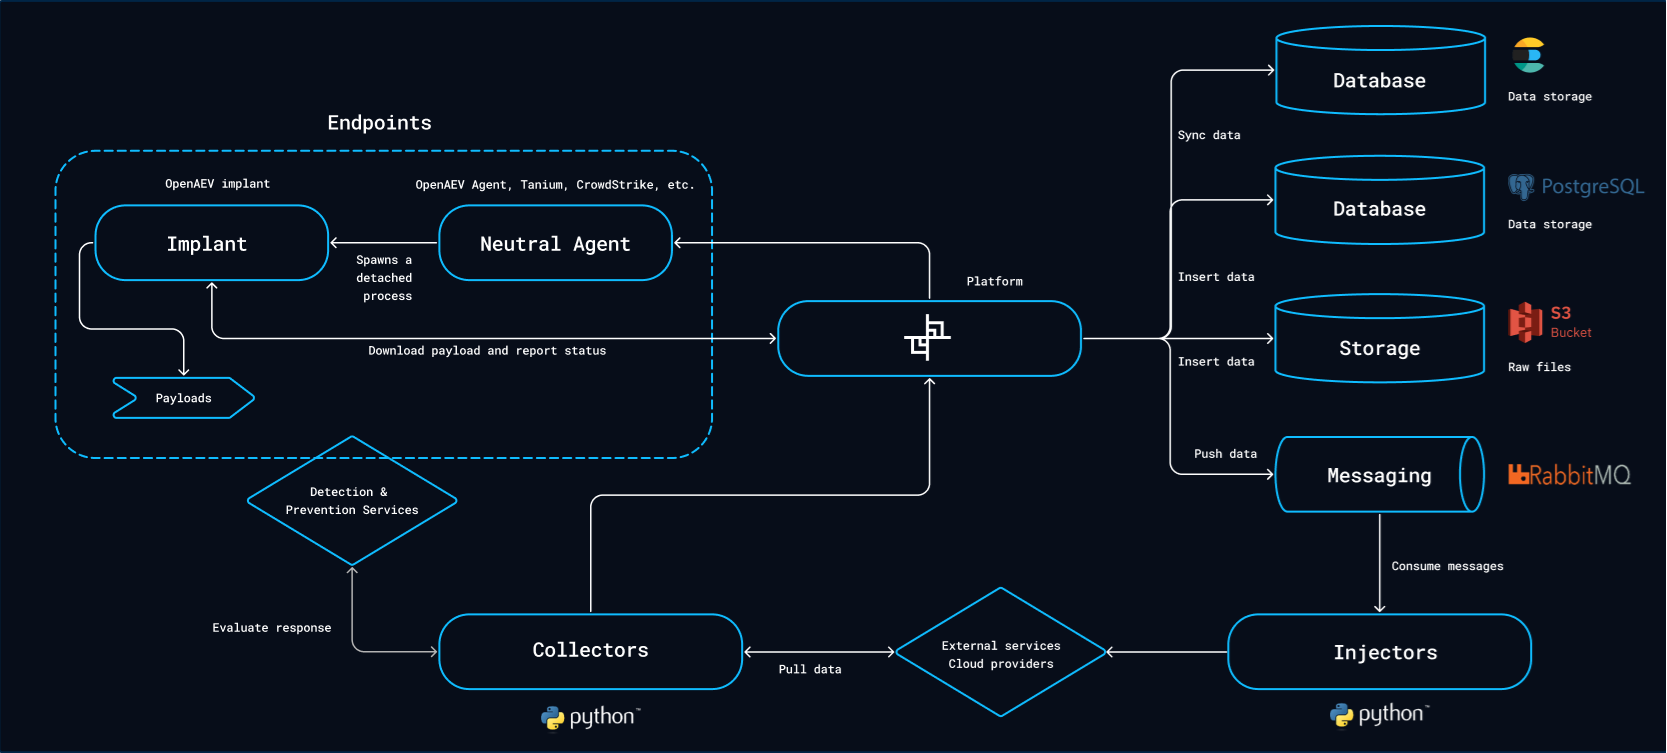 Endpoints
OpenAEV implant
OpenAEV Agent, Tanium, CrowdStrike, etc.
Implant
Neutral Agent
Spawns a
detached
process
Download payload and report status
Payloads
Platform
Sync data
Insert data
Insert data
Push data
Database
Data storage
Database
PostgreSQL
Data storage
Storage
S3
Bucket
Raw files
Messaging
RabbitMQ
Consume messages
Detection &
Prevention Services
Evaluate response
Collectors
python™
Pull data
External services
Cloud providers
Injectors
python™